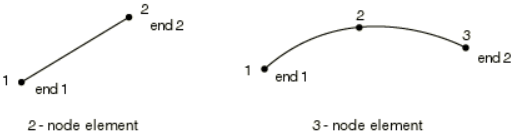 2
end 2
1
end 1
2 - node element
2
3
end 2
1
end 1
3 - node element